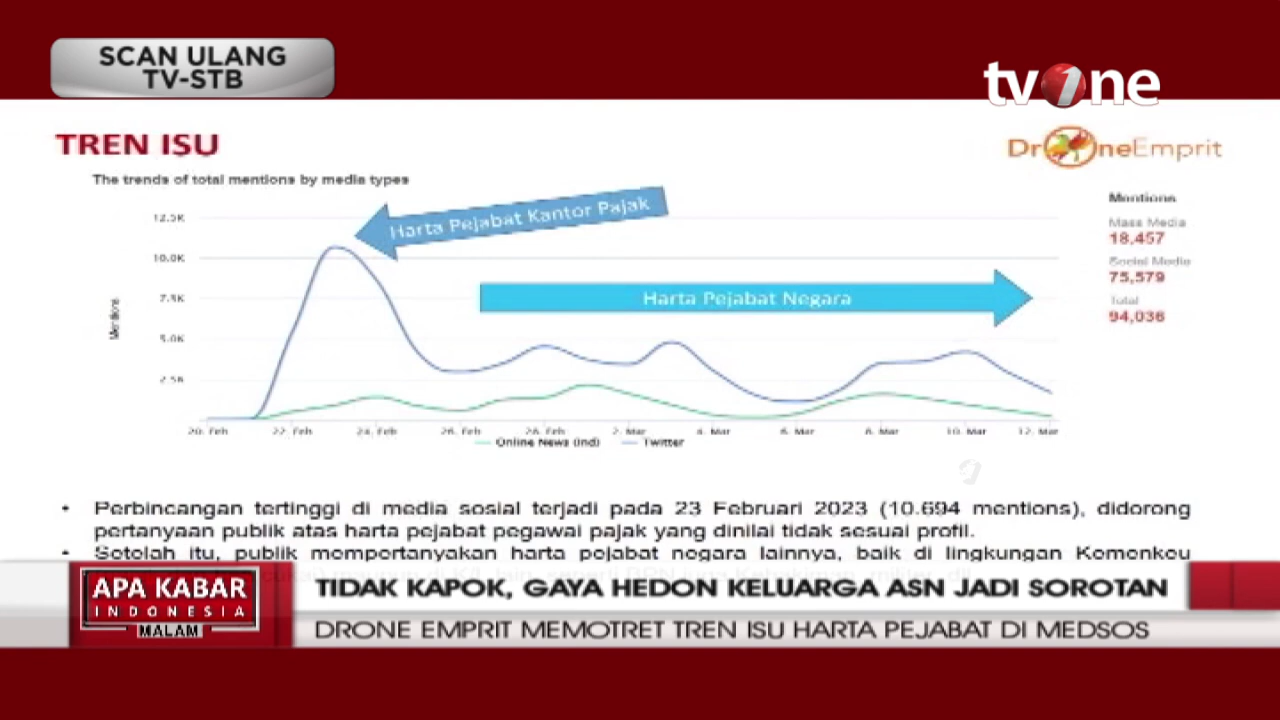 SCAN ULANG
TV-STB
tvOne
TREN ISU
DroneEmprit
The trends of total mentions by media types
Mentions
Mass Media
18,457
Social Media
75,579
Total
94,036
Harta Pejabat Kantor Pajak
Harta Pejabat Negara
12.5K
10.0K
7.5K
5.0K
2.5K
Mentions
20. Feb 22. Feb 24. Feb 26. Feb 28. Feb 2. Mar 4. Mar 6. Mar 8. Mar 10. Mar 12. Mar
Online News (Ind) Twitter
• Perbincangan tertinggi di media sosial terjadi pada 23 Februari 2023 (10.694 mentions), didorong
pertanyaan publik atas harta pejabat pegawai pajak yang dinilai tidak sesuai profil.
• Setelah itu, publik mempertanyakan harta pejabat negara lainnya, baik di lingkungan Kemenkeu
APA KABAR
INDONESIA
MALAM
TIDAK KAPOK, GAYA HEDON KELUARGA ASN JADI SOROTAN
DRONE EMPRIT MEMOTRET TREN ISU HARTA PEJABAT DI MEDSOS